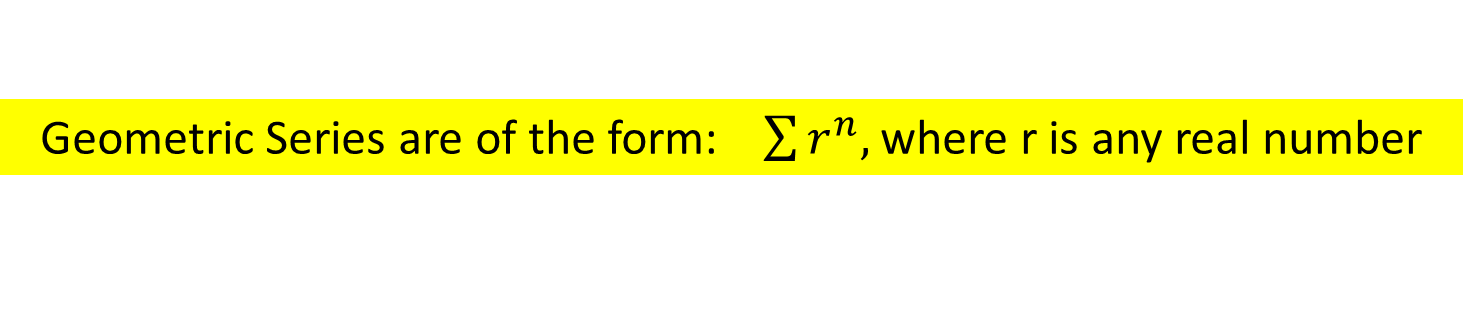 Geometric Series are of the form: ∑ rⁿ, where r is any real number